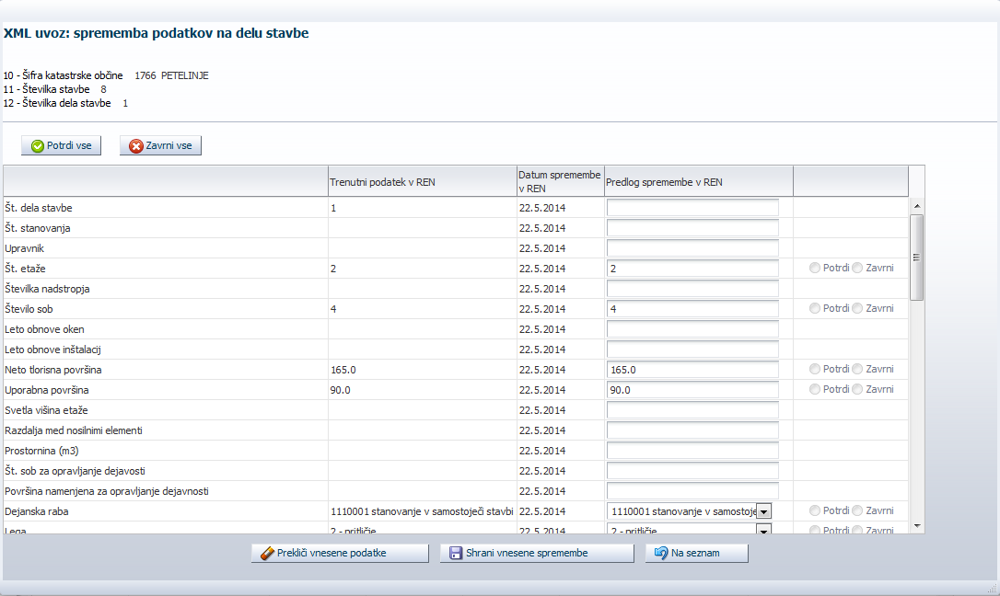 XML uvoz: sprememba podatkov na delu stavbe
10 - Šifra katastrske občine 1766 PETELINJE
11 - Številka stavbe 8
12 - Številka dela stavbe 1
Potrdi vse Zavrni vse
Trenutni podatek v REN Datum spremembe v REN Predlog spremembe v REN
Št. dela stavbe 1 22.5.2014
Št. stanovanja 22.5.2014
Upravnik 22.5.2014
Št. etaže 2 22.5.2014 2 Potrdi Zavrni
Številka nadstropja 22.5.2014
Število sob 4 22.5.2014 4 Potrdi Zavrni
Leto obnove oken 22.5.2014
Leto obnove inštalacij 22.5.2014
Neto tlorisna površina 165.0 22.5.2014 165.0 Potrdi Zavrni
Uporabna površina 90.0 22.5.2014 90.0 Potrdi Zavrni
Svetla višina etaže 22.5.2014
Razdalja med nosilnimi elementi 22.5.2014
Prostornina (m3) 22.5.2014
Št. sob za opravljanje dejavosti 22.5.2014
Površina namenjena za opravljanje dejavnosti 22.5.2014
Dejanska raba 1110001 stanovanje v samostoječi stavbi 22.5.2014 1110001 stanovanje v samostoje Potrdi Zavrni
Lega 2 - pritličje 22.5.2014 2 - pritličje Potrdi Zavrni
Prekliči vnesene podatke Shrani vnesene spremembe Na seznam